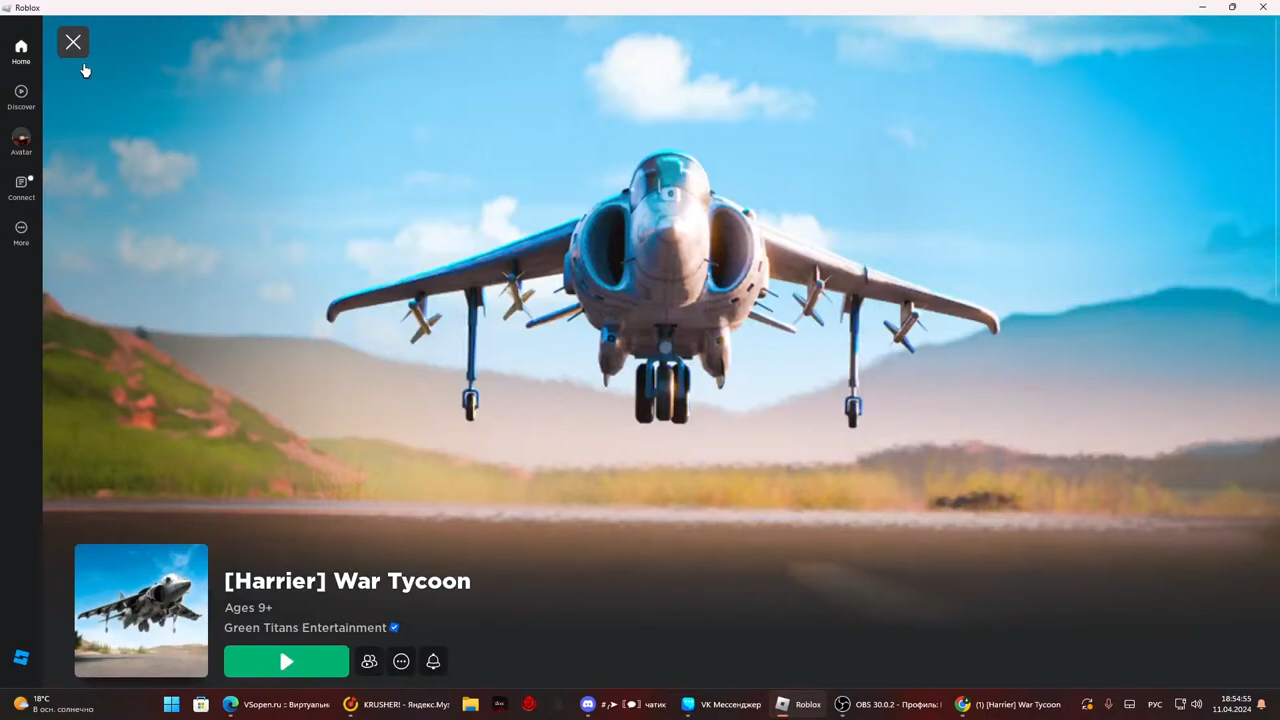 Roblox
Home
Discover
Avatar
Connect
More
[Harrier] War Tycoon
Ages 9+
Green Titans Entertainment
18°C
В осн. солнечно
VSopen.ru :: Виртуальн
KRUSHER! – Яндекс.Му
чатик
VK Мессенджер
Roblox
OBS 30.0.2 - Профиль:
(1) [Harrier] War Tycoon
РУС
18:54:55
11.04.2024